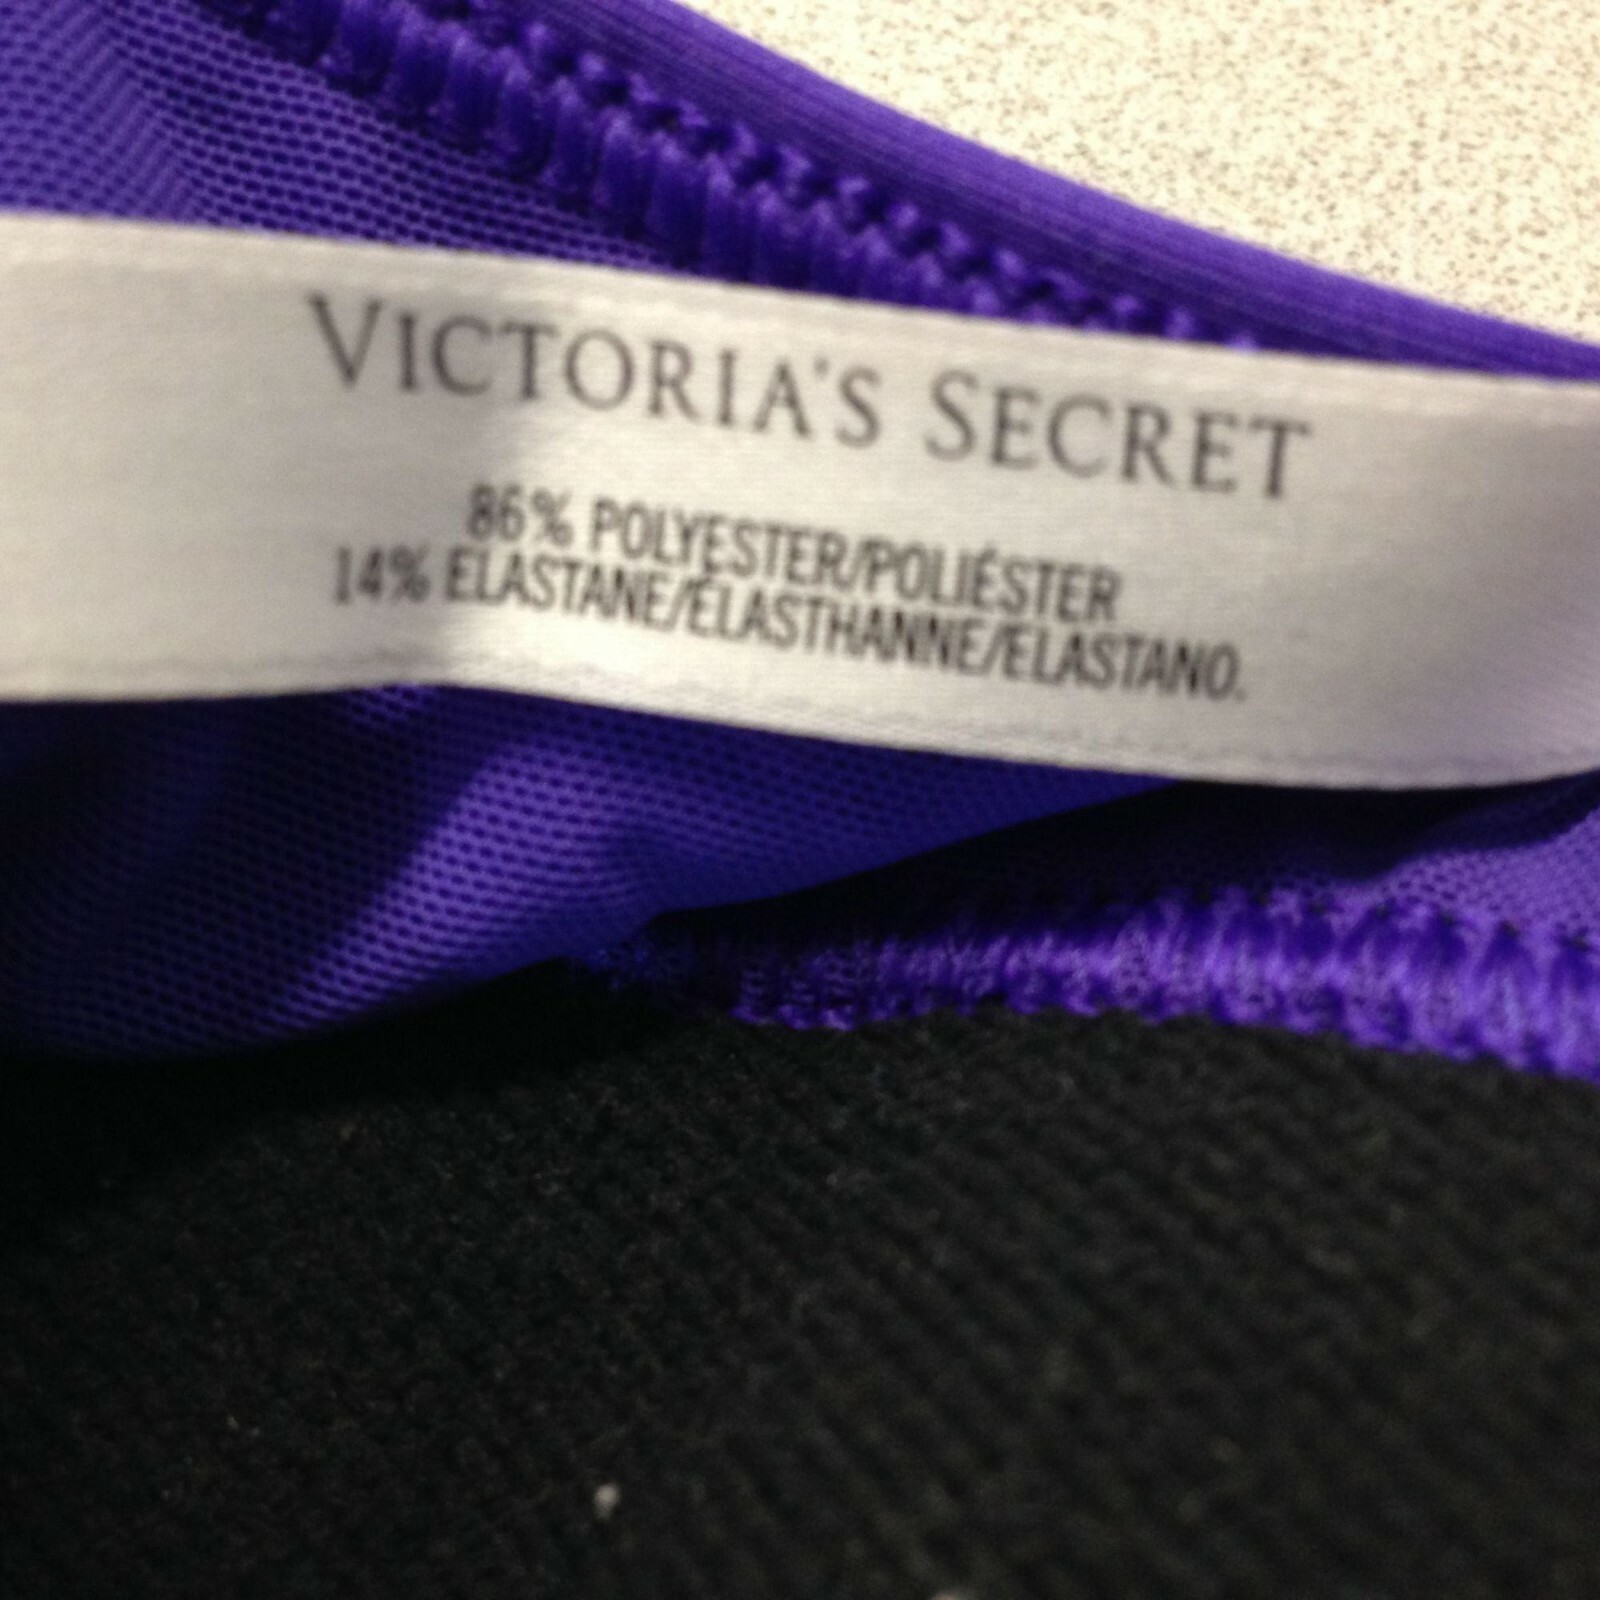 VICTORIA'S SECRET
86% POLYESTER/POLIÉSTER
14% ELASTANE/ÉLASTHANNE/ELASTANO.